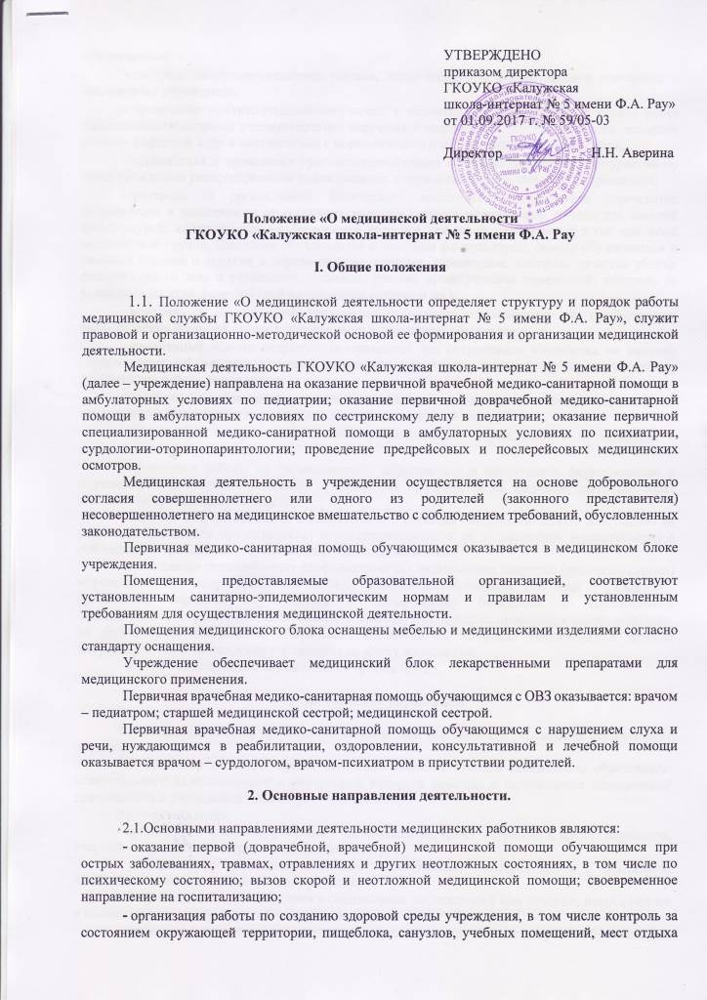 УТВЕРЖДЕНО
приказом директора
ГКОУКО «Калужская
школа-интернат № 5 имени Ф.А. Рау»
от 01.09.2017 г. № 59/05-03
Директор Н.Н. Аверина
Положение «О медицинской деятельности
ГКОУКО «Калужская школа-интернат № 5 имени Ф.А. Рау
I. Общие положения
1.1. Положение «О медицинской деятельности определяет структуру и порядок работы
медицинской службы ГКОУКО «Калужская школа-интернат № 5 имени Ф.А. Рау», служит
правовой и организационно-методической основой ее формирования и организации медицинской
деятельности.
Медицинская деятельность ГКОУКО «Калужская школа-интернат № 5 имени Ф.А. Рау»
(далее – учреждение) направлена на оказание первичной врачебной медико-санитарной помощи в
амбулаторных условиях по педиатрии; оказание первичной доврачебной медико-санитарной
помощи в амбулаторных условиях по сестринскому делу в педиатрии; оказание первичной
специализированной медико-саниратной помощи в амбулаторных условиях по психиатрии,
сурдологии-оторинопаринтологии; проведение предрейсовых и послерейсовых медицинских
осмотров.
Медицинская деятельность в учреждении осуществляется на основе добровольного
согласия совершеннолетнего или одного из родителей (законного представителя)
несовершеннолетнего на медицинское вмешательство с соблюдением требований, обусловленных
законодательством.
Первичная медико-санитарная помощь обучающимся оказывается в медицинском блоке
учреждения.
Помещения, предоставляемые образовательной организацией, соответствуют
установленным санитарно-эпидемиологическим нормам и правилам и установленным
требованиям для осуществления медицинской деятельности.
Помещения медицинского блока оснащены мебелью и медицинскими изделиями согласно
стандарту оснащения.
Учреждение обеспечивает медицинский блок лекарственными препаратами для
медицинского применения.
Первичная врачебная медико-санитарная помощь обучающимся с ОВЗ оказывается: врачом
– педиатром; старшей медицинской сестрой; медицинской сестрой.
Первичная врачебная медико-санитарной помощь обучающимся с нарушением слуха и
речи, нуждающимся в реабилитации, оздоровлении, консультативной и лечебной помощи
оказывается врачом – сурдологом, врачом-психиатром в присутствии родителей.
2. Основные направления деятельности.
2.1.Основными направлениями деятельности медицинских работников являются:
- оказание первой (доврачебной, врачебной) медицинской помощи обучающимся при
острых заболеваниях, травмах, отравлениях и других неотложных состояниях, в том числе по
психическому состоянию; вызов скорой и неотложной медицинской помощи; своевременное
направление на госпитализацию;
- организация работы по созданию здоровой среды учреждения, в том числе контроль за
состоянием окружающей территории, пищеблока, санузлов, учебных помещений, мест отдыха